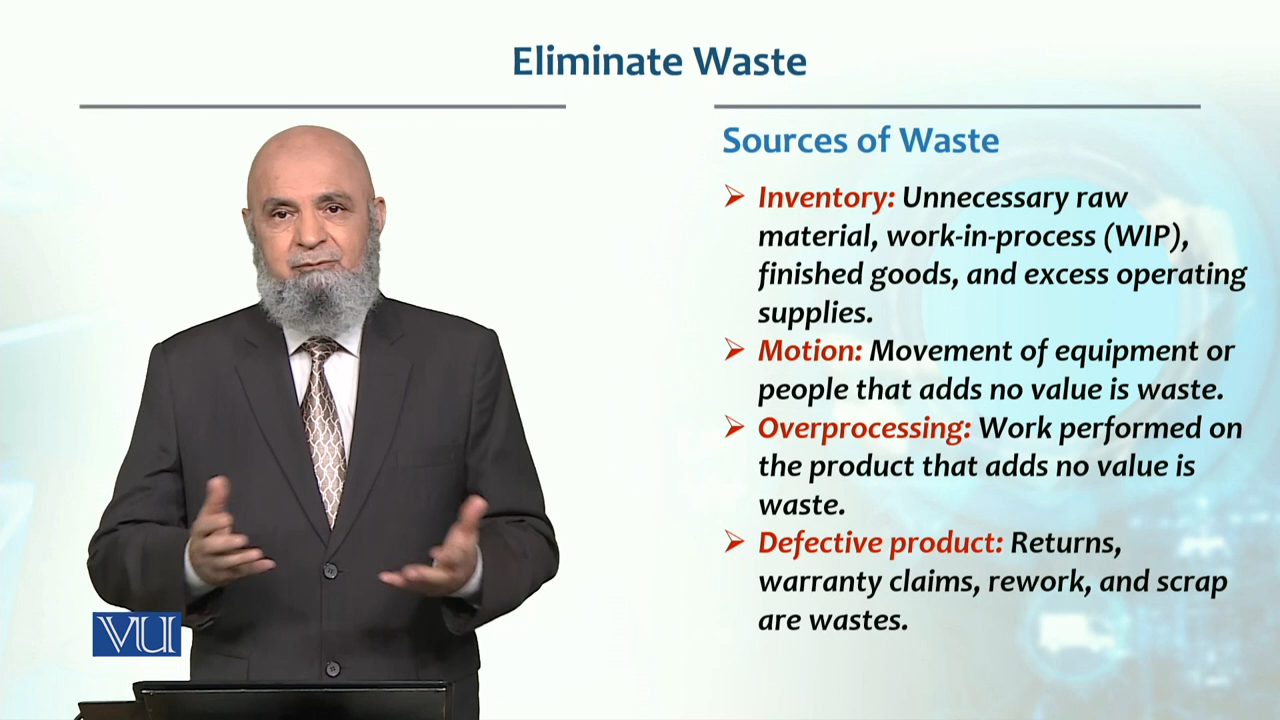 Eliminate Waste
Sources of Waste
➢ Inventory: Unnecessary raw
material, work-in-process (WIP),
finished goods, and excess operating
supplies.
➢ Motion: Movement of equipment or
people that adds no value is waste.
➢ Overprocessing: Work performed on
the product that adds no value is
waste.
➢ Defective product: Returns,
warranty claims, rework, and scrap
are wastes.
VU